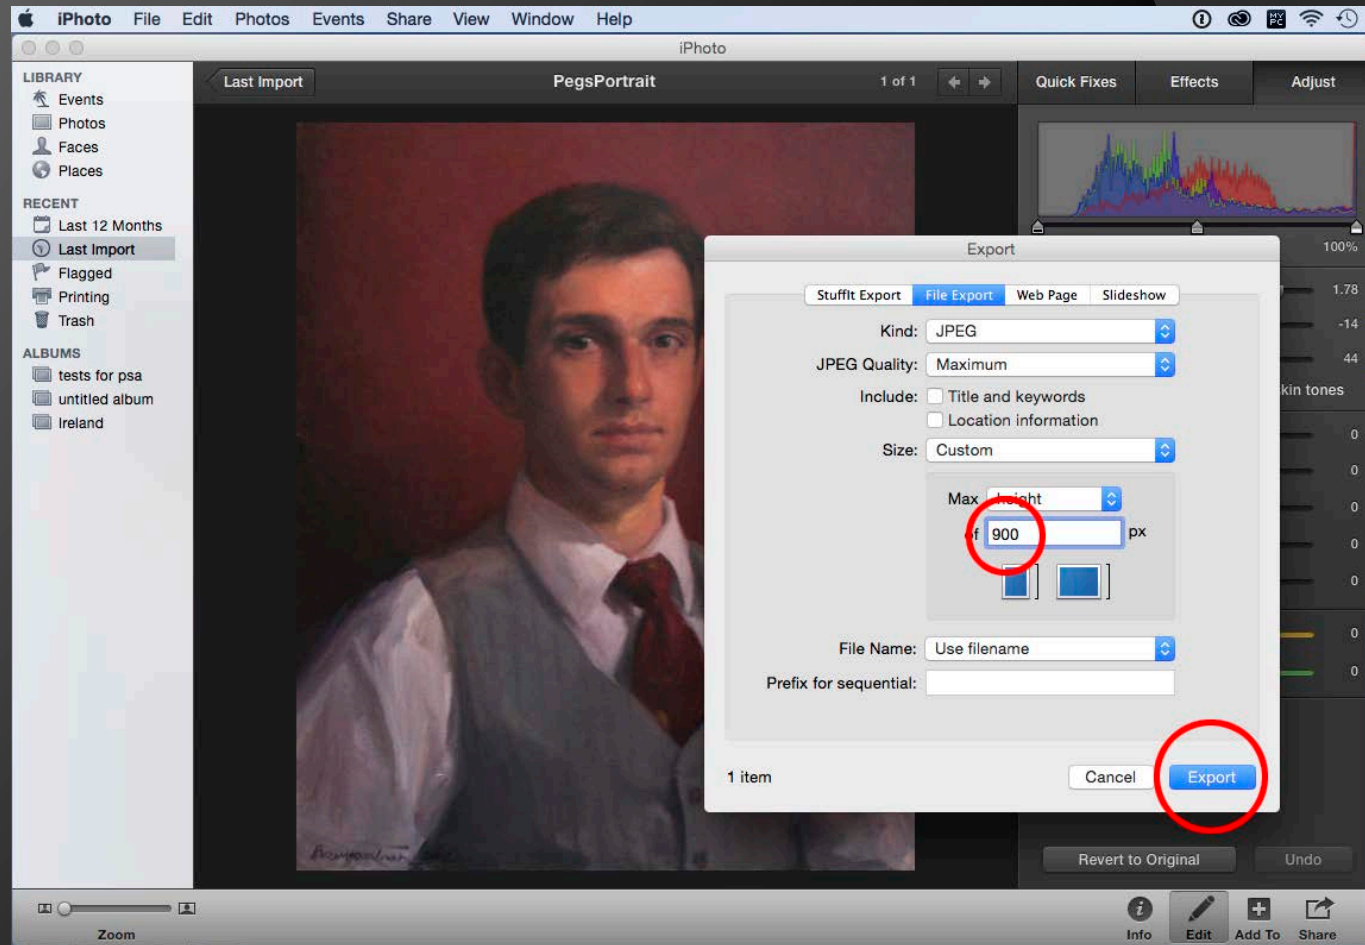 iPhoto File Edit Photos Events Share View Window Help
MY PC
iPhoto
LIBRARY
Events
Photos
Faces
Places
RECENT
Last 12 Months
Last Import
Flagged
Printing
Trash
ALBUMS
tests for psa
untitled album
Ireland
Last Import PegsPortrait 1 of 1
Quick Fixes Effects Adjust
100%
1.78
-14
44
kin tones
0
0
0
0
0
0
0
Export
StuffIt Export File Export Web Page Slideshow
Kind: JPEG
JPEG Quality: Maximum
Include: Title and keywords
Location information
Size: Custom
Max height
of 900 px
File Name: Use filename
Prefix for sequential:
1 item Cancel Export
Revert to Original Undo
Zoom
Info Edit Add To Share